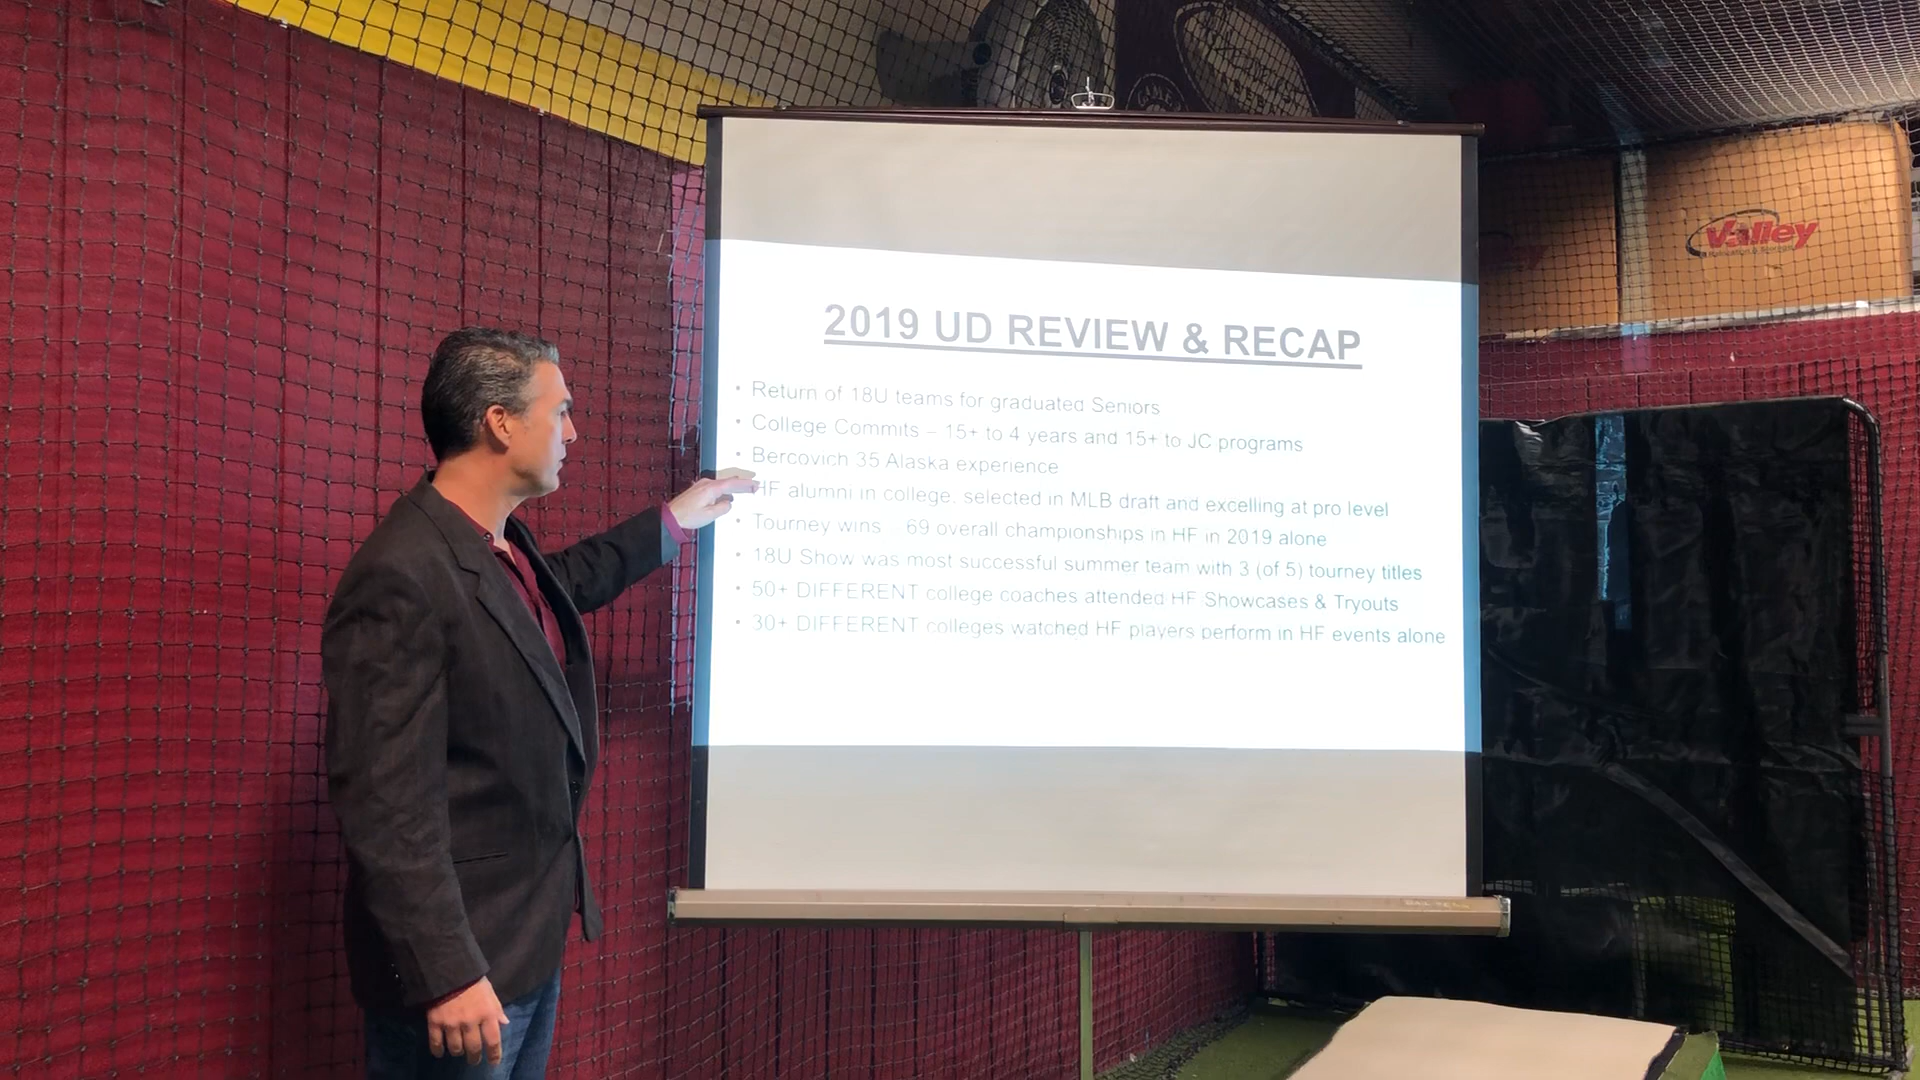 Valley
2019 UD REVIEW & RECAP
• Return of 18U teams for graduated Seniors
• College Commits – 15+ to 4 years and 15+ to JC programs
• Bercovich 35 Alaska experience
HF alumni in college, selected in MLB draft and excelling at pro level
• Tourney wins - 69 overall championships in HF in 2019 alone
• 18U Show was most successful summer team with 3 (of 5) tourney titles
• 50+ DIFFERENT college coaches attended HF Showcases & Tryouts
• 30+ DIFFERENT colleges watched HF players perform in HF events alone